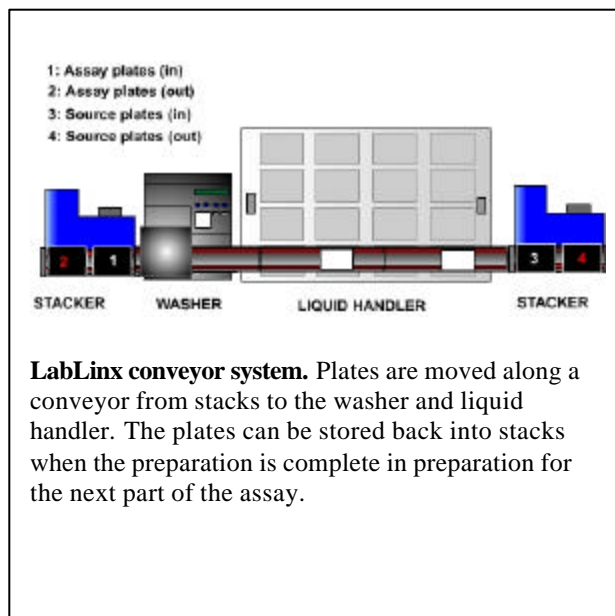 1: Assay plates (in)
2: Assay plates (out)
3: Source plates (in)
4: Source plates (out)
2 1 3 4
STACKER WASHER LIQUID HANDLER STACKER
LabLinx conveyor system. Plates are moved along a
conveyor from stacks to the washer and liquid
handler. The plates can be stored back into stacks
when the preparation is complete in preparation for
the next part of the assay.